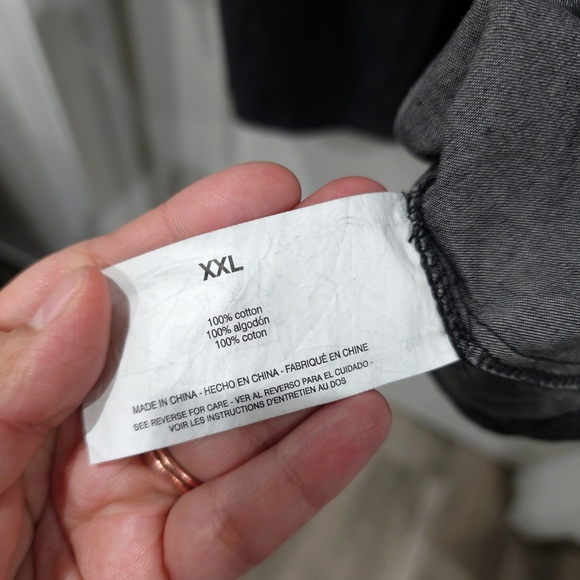 XXL
100% cotton
100% algodón
100% coton
MADE IN CHINA - HECHO EN CHINA - FABRIQUÉ EN CHINE
SEE REVERSE FOR CARE - VER AL REVERSO PARA EL CUIDADO -
VOIR LES INSTRUCTIONS D'ENTRETIEN AU DOS